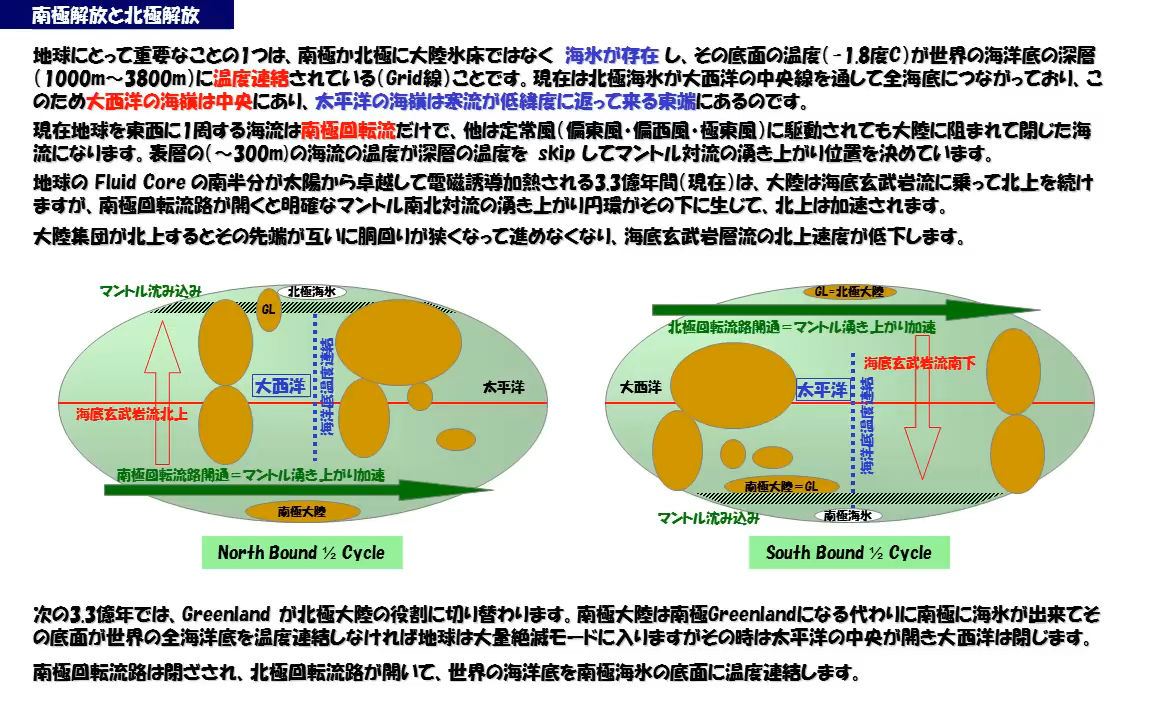 南極解放と北極解放
地球にとって重要なことの1つは、南極か北極に大陸氷床ではなく 海氷が存在 し、その底面の温度(-1.8度C)が世界の海洋底の深層
(1000m～3800m)に温度連結されている(Grid線)ことです。現在は北極海氷が大西洋の中央線を通して全海底につながっており、こ
のため大西洋の海嶺は中央にあり、太平洋の海嶺は寒流が低緯度に返って来る東端にあるのです。
現在地球を東西に1周する海流は南極回転流だけで、他は定常風(偏東風・偏西風・極東風)に駆動されても大陸に阻まれて閉じた海
流になります。表層の(～300m)の海流の温度が深層の温度を skip してマントル対流の湧き上がり位置を決めています。
地球の Fluid Core の南半分が太陽から卓越して電磁誘導加熱される3.3億年間(現在)は、大陸は海底玄武岩流に乗って北上を続け
ますが、南極回転流路が開くと明確なマントル南北対流の湧き上がり円環がその下に生じて、北上は加速されます。
大陸集団が北上するとその先端が互いに胴回りが狭くなって進めなくなり、海底玄武岩層流の北上速度が低下します。
マントル沈み込み
北極海氷
GL
大西洋
海洋底温度連結
太平洋
海底玄武岩流北上
南極回転流路開通＝マントル湧き上がり加速
南極大陸
North Bound ½ Cycle
GL=北極大陸
北極回転流路開通＝マントル湧き上がり加速
海底玄武岩流南下
大西洋
太平洋
海洋底温度連結
南極大陸＝GL
マントル沈み込み
南極海氷
South Bound ½ Cycle
次の3.3億年では、Greenland が北極大陸の役割に切り替わります。南極大陸は南極Greenlandになる代わりに南極に海氷が出来てそ
の底面が世界の全海洋底を温度連結しなければ地球は大量絶滅モードに入りますがその時は太平洋の中央が開き大西洋は閉じます。
南極回転流路は閉ざされ、北極回転流路が開いて、世界の海洋底を南極海氷の底面に温度連結します。